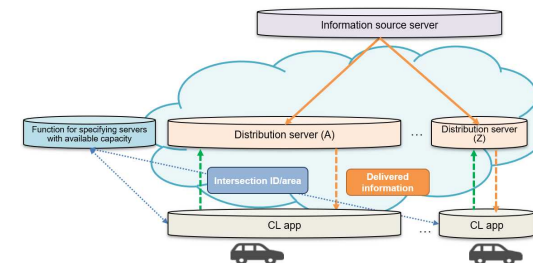 Information source server
Function for specifying servers
with available capacity
Distribution server (A)
...
Distribution server
(Z)
Intersection ID/area
Delivered
information
CL app
...
CL app